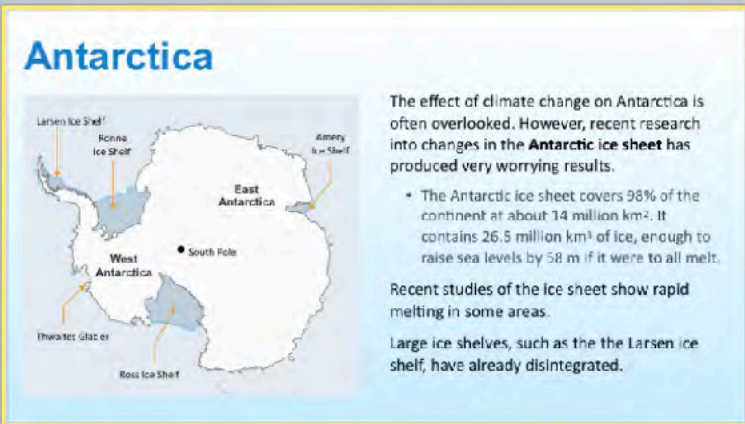 Antarctica
Larsen Ice Shelf
Ronne
Ice Shelf
Amery
Ice Shelf
East
Antarctica
South Pole
West
Antarctica
Thwaites Glacier
Ross Ice Shelf
The effect of climate change on Antarctica is
often overlooked. However, recent research
into changes in the Antarctic ice sheet has
produced very worrying results.
• The Antarctic ice sheet covers 98% of the
continent at about 14 million km². It
contains 26.5 million km³ of ice, enough to
raise sea levels by 58 m if it were to all melt.
Recent studies of the ice sheet show rapid
melting in some areas.
Large ice shelves, such as the the Larsen ice
shelf, have already disintegrated.